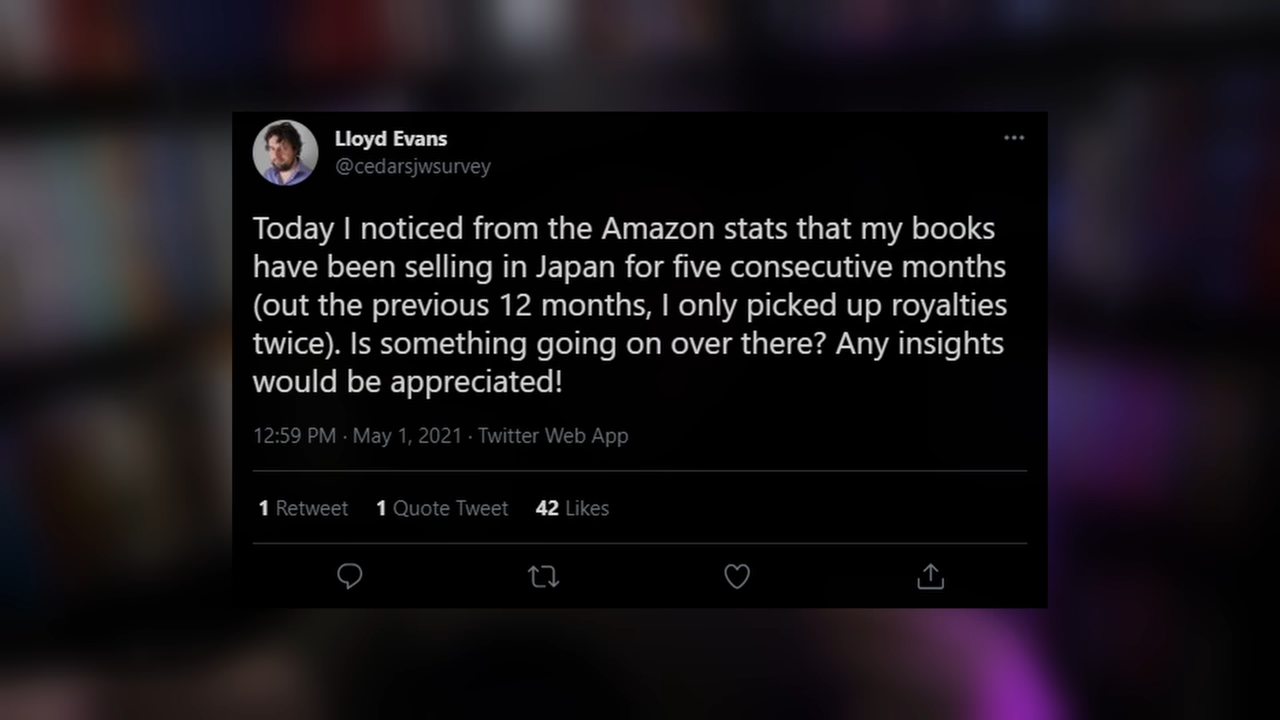 Lloyd Evans
@cedarsjwsurvey
Today I noticed from the Amazon stats that my books
have been selling in Japan for five consecutive months
(out the previous 12 months, I only picked up royalties
twice). Is something going on over there? Any insights
would be appreciated!
12:59 PM · May 1, 2021 · Twitter Web App
1 Retweet 1 Quote Tweet 42 Likes